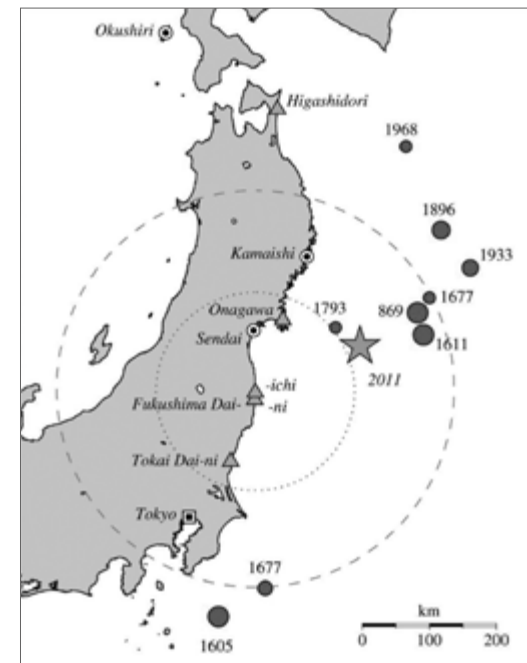 Okushiri
Higashidori
1968
1896
Kamaishi
1933
1677
Onagawa
1793
869
Sendai
1611
2011
-ichi
Fukushima Dai-
-ni
Tokai Dai-ni
Tokyo
1677
1605
km
0 100 200